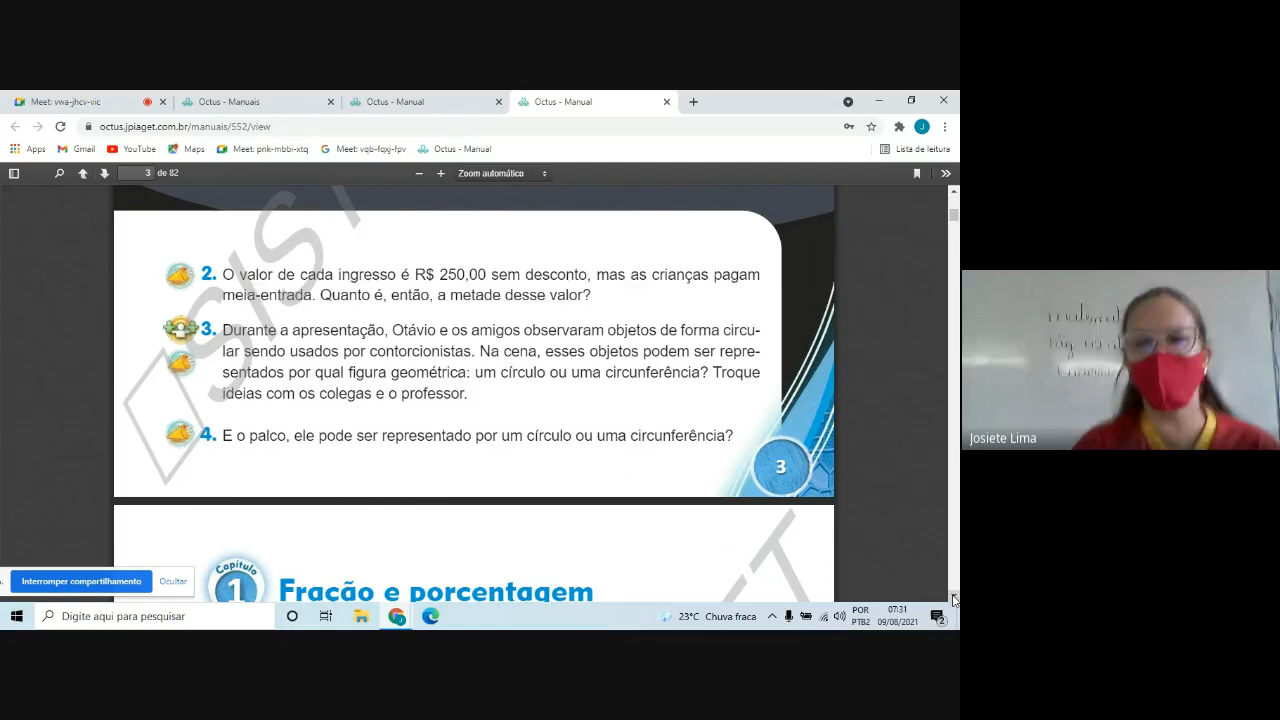 Meet: vwa-jhcv-vic
Octus - Manuais
Octus - Manual
Octus - Manual
octus.jpiaget.com.br/manuais/552/view
Apps
Gmail
YouTube
Maps
Meet: pnk-mbbi-xtq
Meet: vqb-fqxj-fpv
Octus - Manual
Lista de leitura
3 de 82
Zoom automático
2. O valor de cada ingresso é R$ 250,00 sem desconto, mas as crianças pagam
meia-entrada. Quanto é, então, a metade desse valor?
3. Durante a apresentação, Otávio e os amigos observaram objetos de forma circu-
lar sendo usados por contorcionistas. Na cena, esses objetos podem ser repre-
sentados por qual figura geométrica: um círculo ou uma circunferência? Troque
ideias com os colegas e o professor.
4. E o palco, ele pode ser representado por um círculo ou uma circunferência?
3
Capítulo
1
Fração e porcentagem
Interromper compartilhamento
Ocultar
Digite aqui para pesquisar
23°C Chuva fraca
POR
PTB2
07:31
09/08/2021
2
J
Josiete Lima